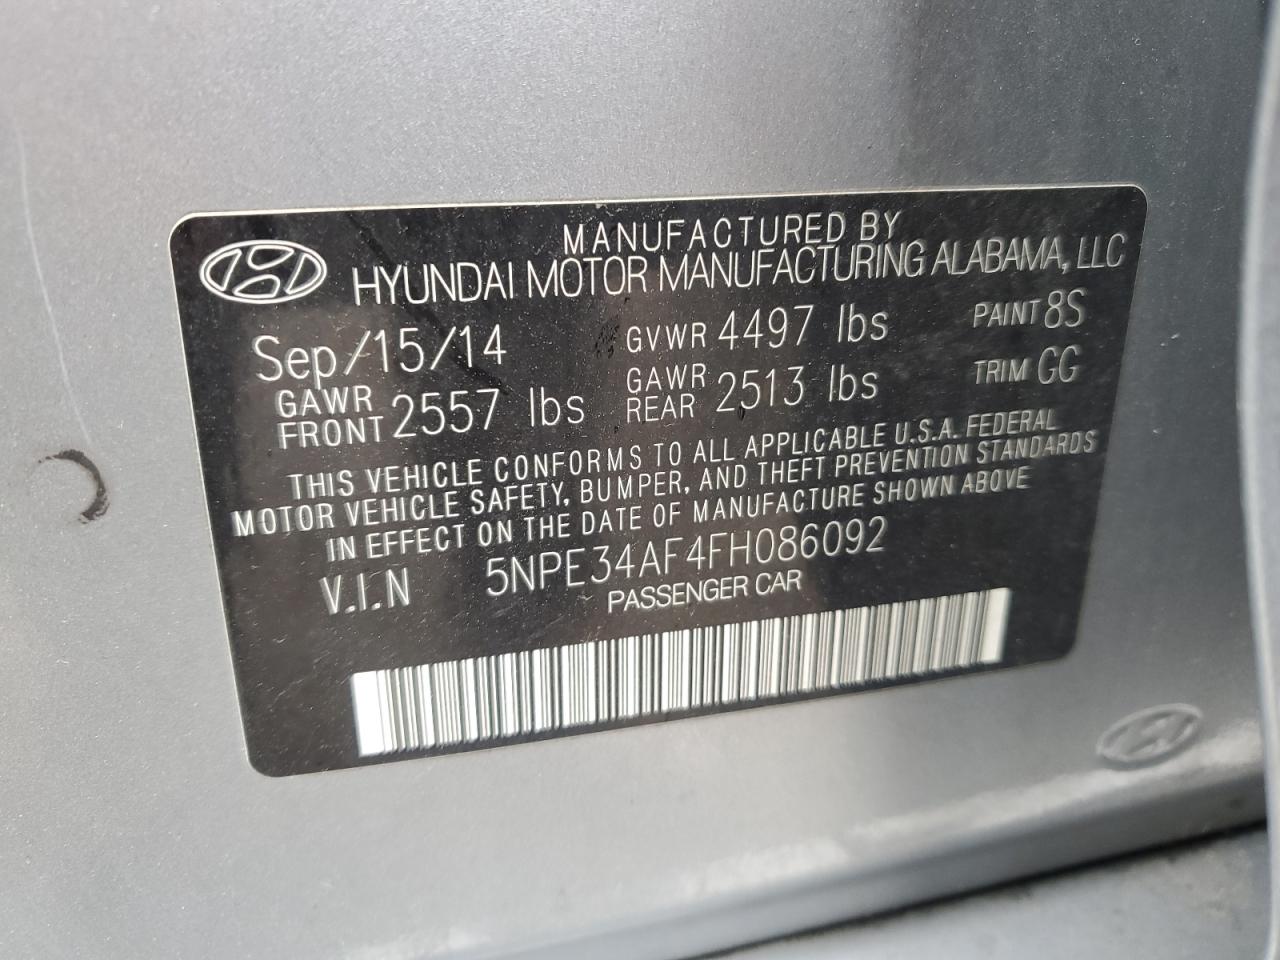 MANUFACTURED BY
HYUNDAI MOTOR MANUFACTURING ALABAMA, LLC
Sep/15/14 GVWR 4497 lbs PAINT 8S
GAWR FRONT 2557 lbs GAWR REAR 2513 lbs TRIM GG
THIS VEHICLE CONFORMS TO ALL APPLICABLE U.S.A. FEDERAL
MOTOR VEHICLE SAFETY, BUMPER, AND THEFT PREVENTION STANDARDS
IN EFFECT ON THE DATE OF MANUFACTURE SHOWN ABOVE
V.I.N 5NPE34AF4FH086092
PASSENGER CAR